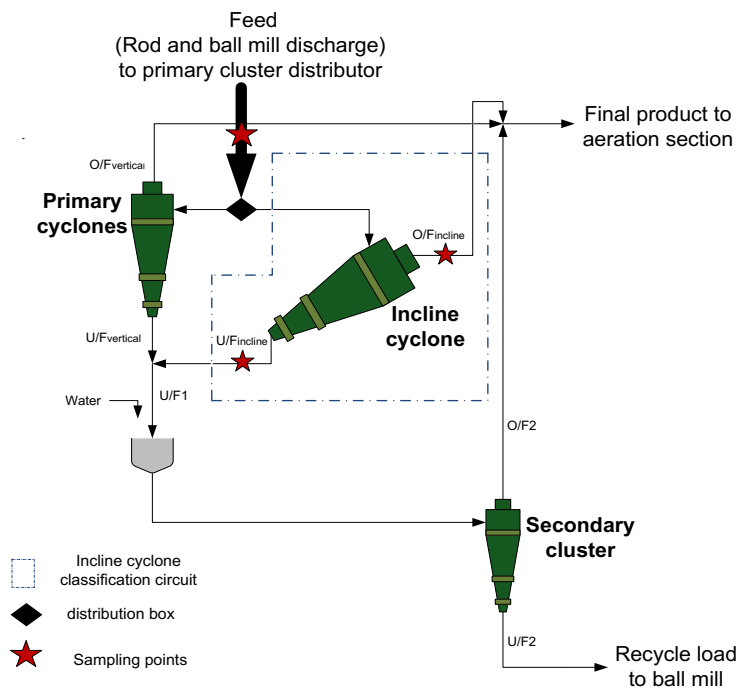 Feed
(Rod and ball mill discharge)
to primary cluster distributor
Final product to
aeration section
O/Fvertical
Primary
cyclones
O/Fincline
Incline
cyclone
U/Fvertical
U/Fincline
U/F1
Water
O/F2
Secondary
cluster
Incline cyclone
classification circuit
distribution box
Sampling points
U/F2
Recycle load
to ball mill